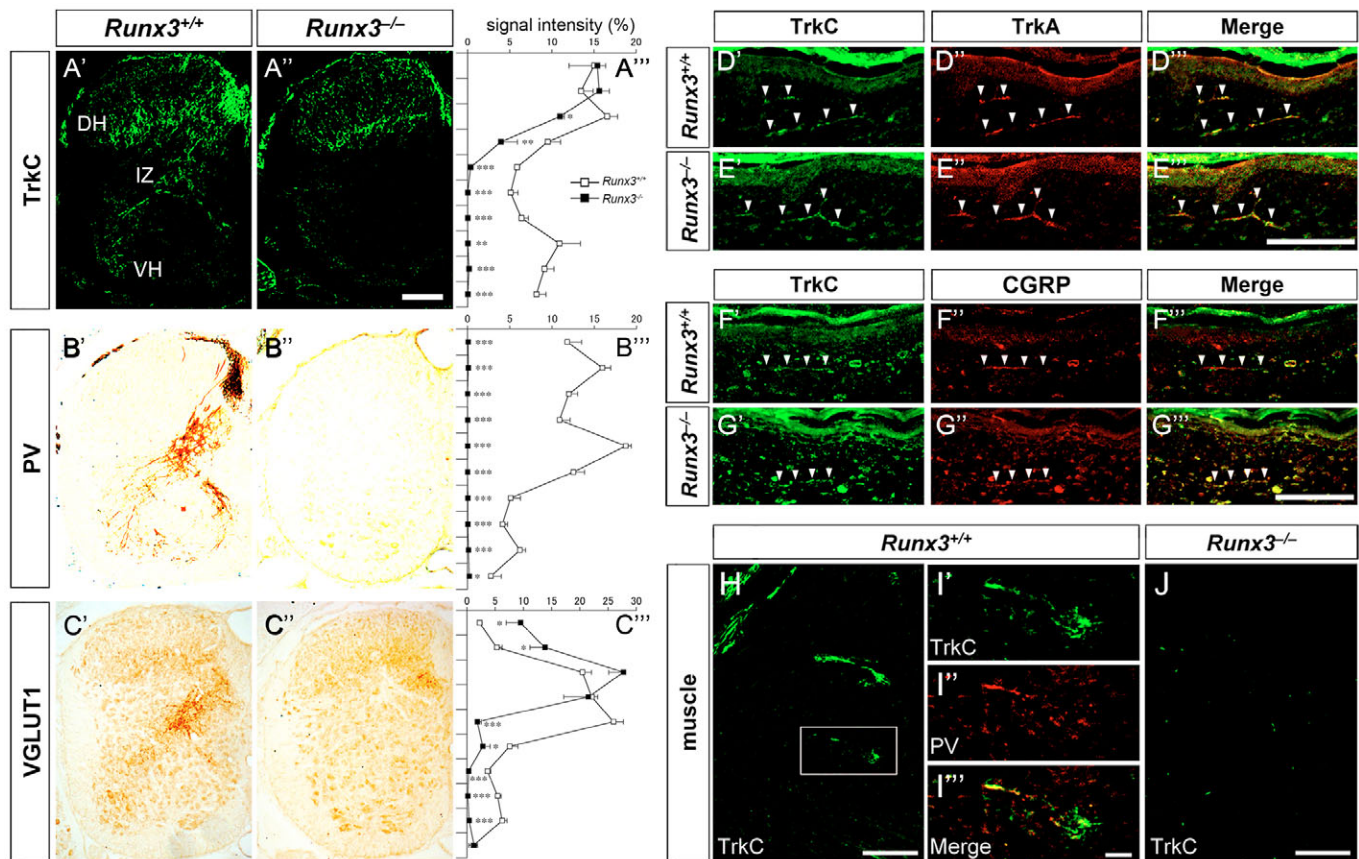 Runx3+/+
Runx3–/–
signal intensity (%)
0 5 10 15 20
TrkC
A'
DH
IZ
VH
A''
A'''
*
**
***
***
***
**
***
***
Runx3+/+
Runx3-/-
0 5 10 15 20
PV
B'
B''
B'''
***
***
***
***
***
***
***
***
***
*
0 5 10 15 20 25 30
VGLUT1
C'
C''
C'''
*
*
***
*
***
***
***
TrkC
TrkA
Merge
Runx3+/+
D'
D''
D'''
Runx3–/–
E'
E''
E'''
TrkC
CGRP
Merge
Runx3+/+
F'
F''
F'''
Runx3–/–
G'
G''
G'''
Runx3+/+
Runx3–/–
muscle
H
TrkC
I'
TrkC
I''
PV
I'''
Merge
J
TrkC